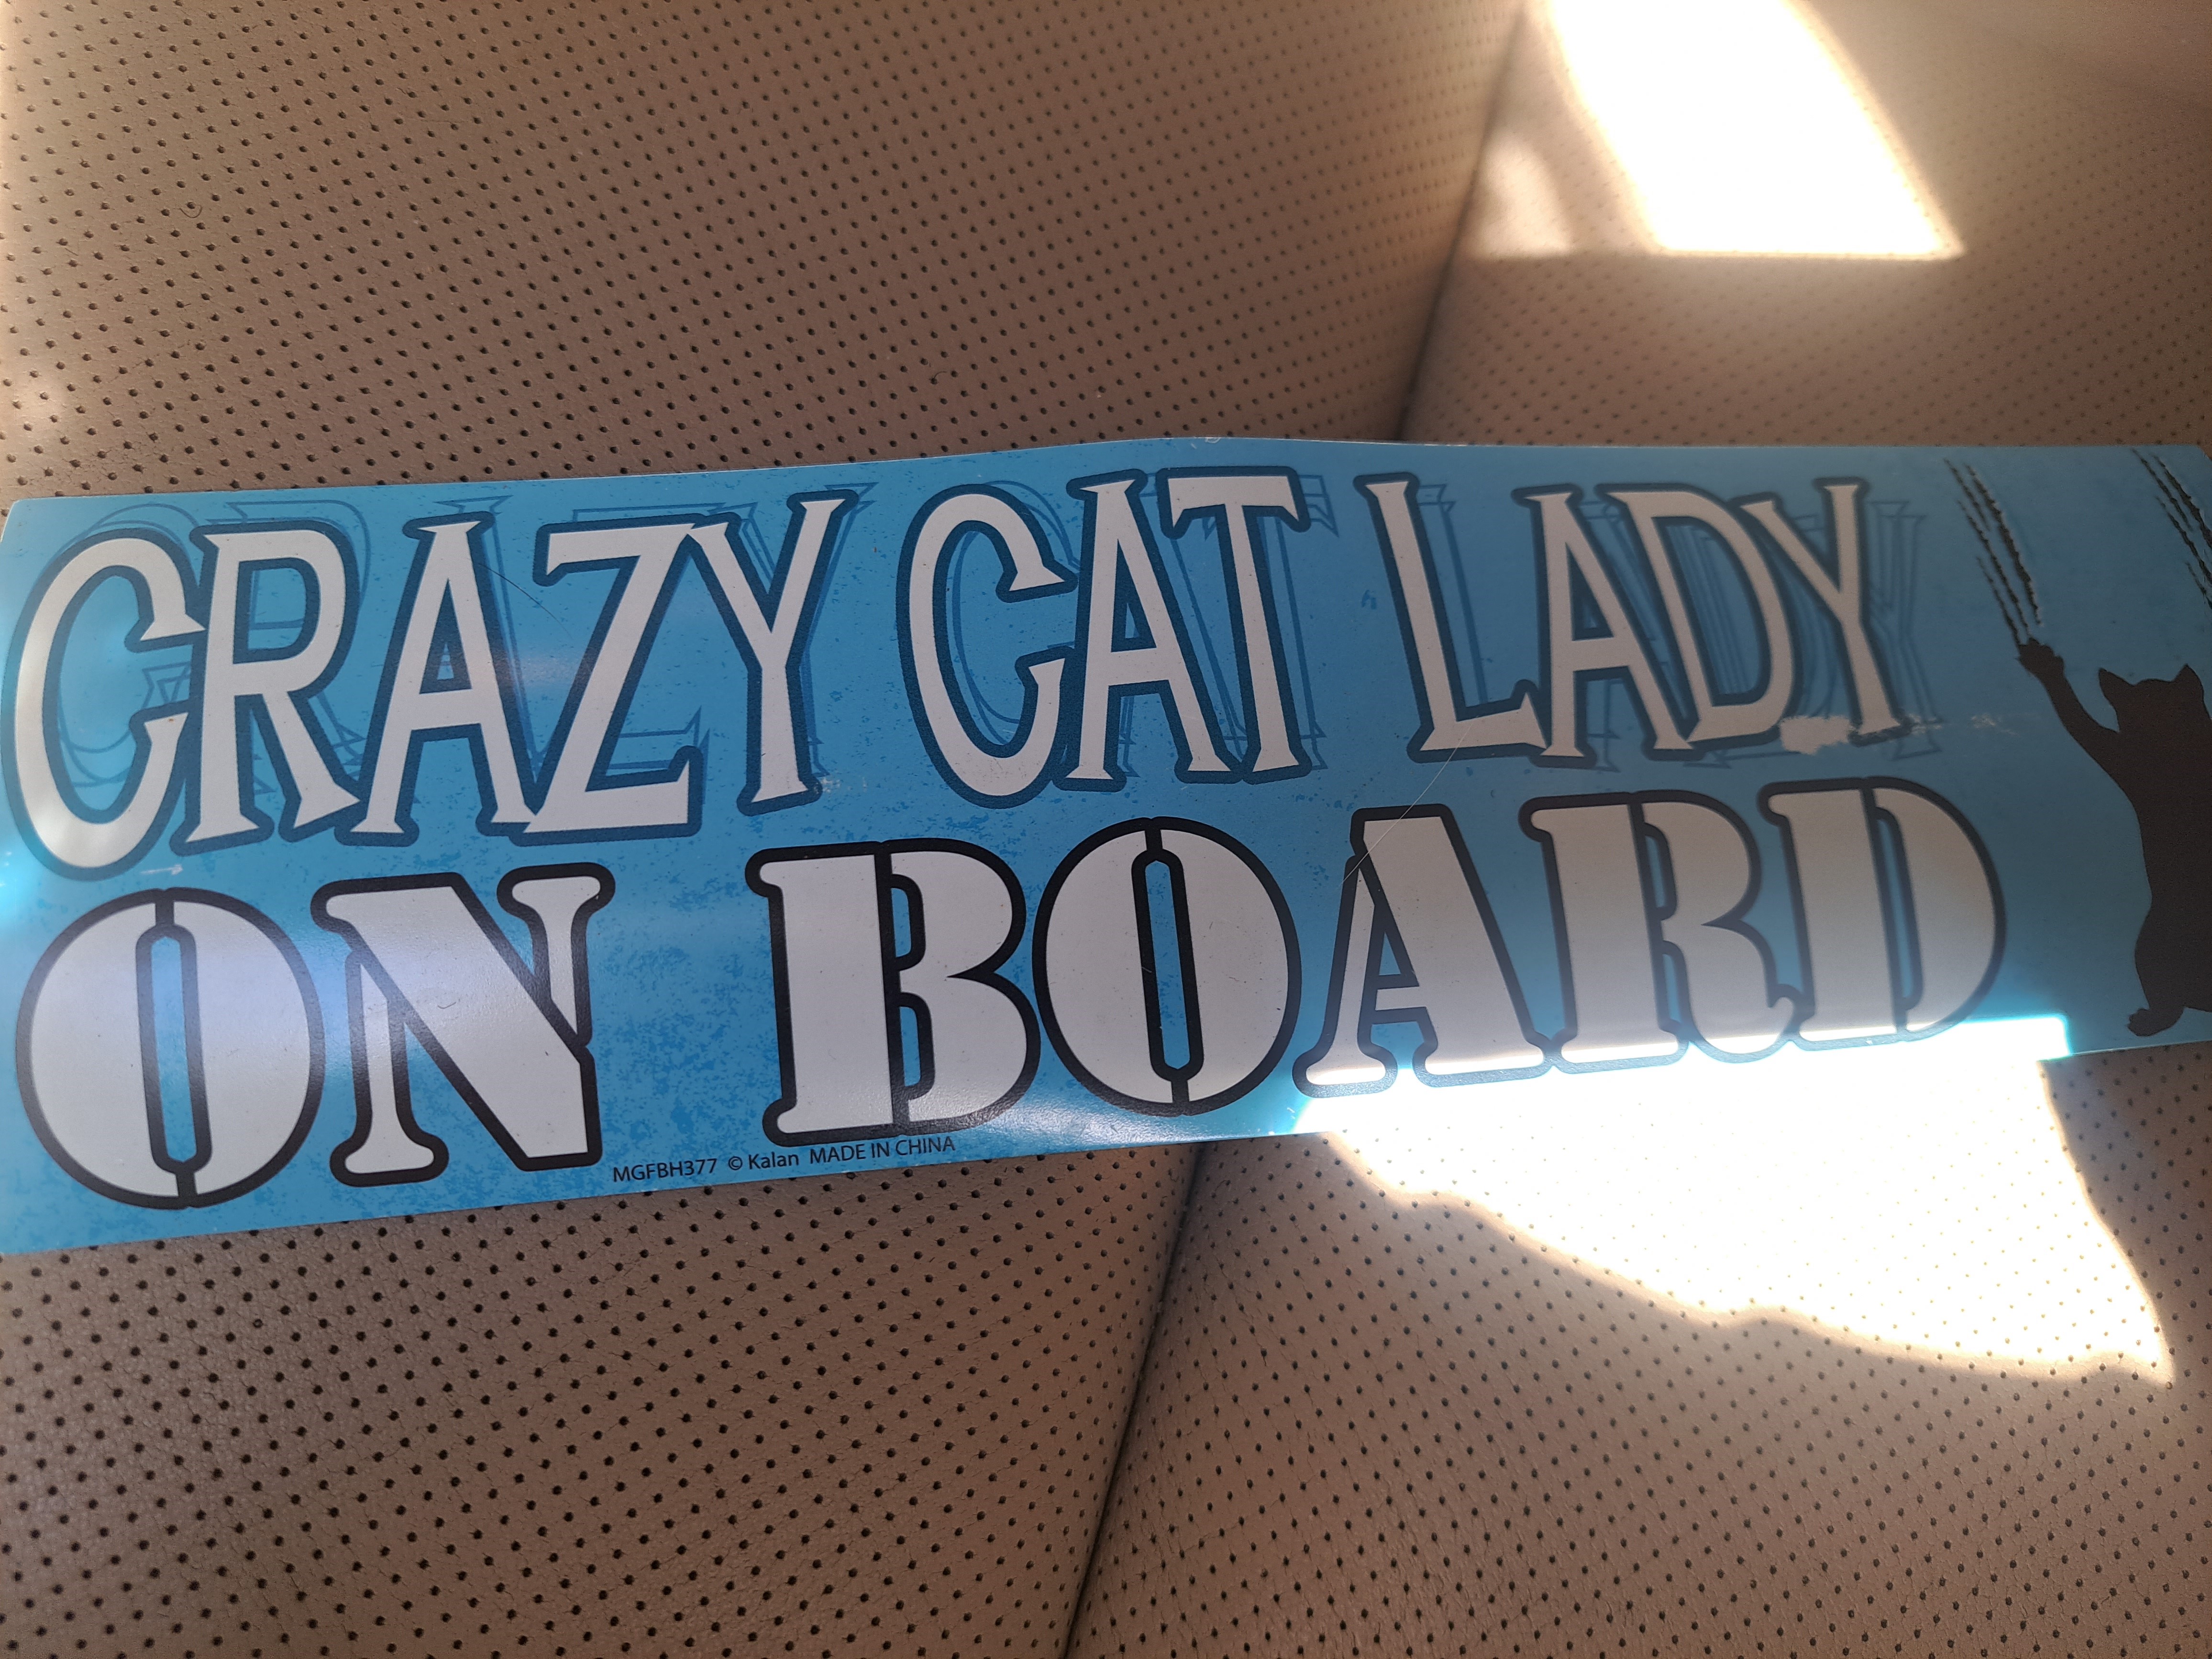 CRAZY CAT LADY
ON BOARD
MGFBH377 © Kalan MADE IN CHINA